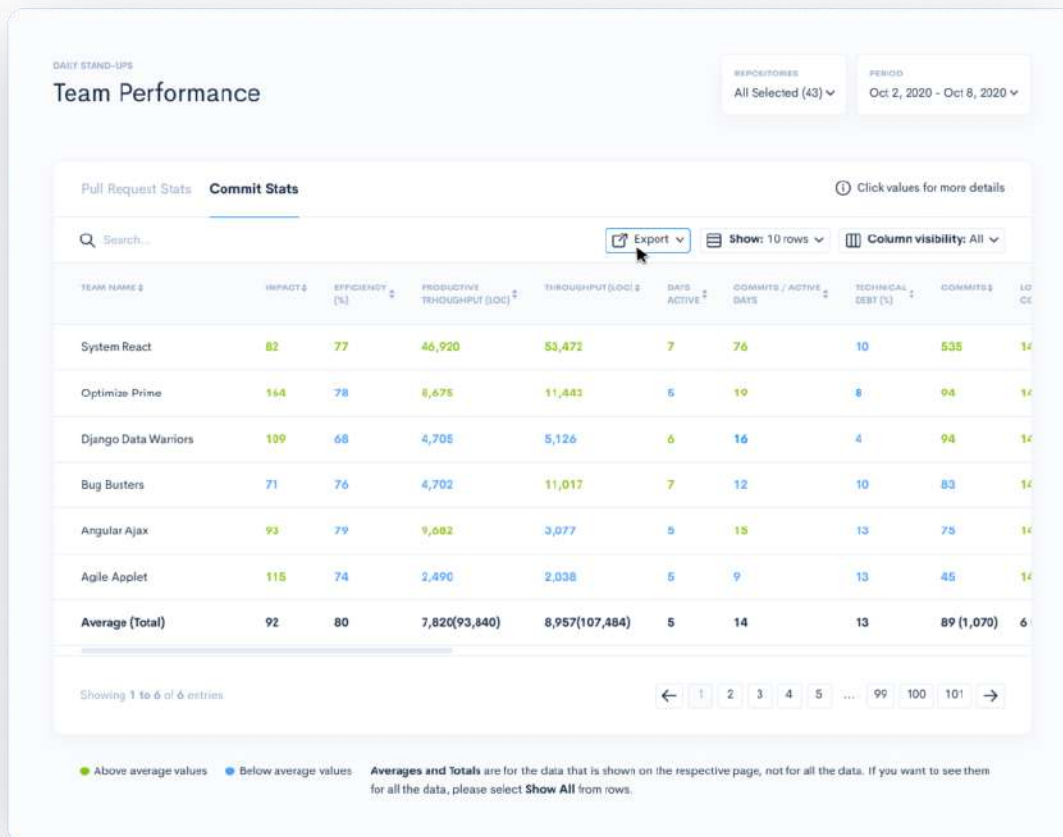 DAILY STAND-UPS
Team Performance
REPOSITORIES
All Selected (43)
PERIOD
Oct 2, 2020 - Oct 8, 2020
Pull Request Stats Commit Stats
Click values for more details
Search...
Export
Show: 10 rows
Column visibility: All
TEAM NAME IMPACT EFFICIENCY (%) PRODUCTIVE TRHOUGHPUT (LOC) THROUGHPUT(LOC) DAYS ACTIVE COMMITS / ACTIVE DAYS TECHNICAL DEBT (%) COMMITS
System React 82 77 46,920 53,472 7 76 10 535 14
Optimize Prime 164 78 8,675 11,442 5 19 8 94 14
Django Data Warriors 109 68 4,705 5,126 6 16 4 94 14
Bug Busters 71 76 4,702 11,017 7 12 10 83 14
Angular Ajax 93 79 9,682 3,077 5 15 13 75 14
Agile Applet 115 74 2,490 2,038 5 9 13 45 14
Average (Total) 92 80 7,820(93,840) 8,957(107,484) 5 14 13 89 (1,070) 6
Showing 1 to 6 of 6 entries
1 2 3 4 5 ... 99 100 101
Above average values
Below average values
Averages and Totals are for the data that is shown on the respective page, not for all the data. If you want to see them
for all the data, please select Show All from rows.